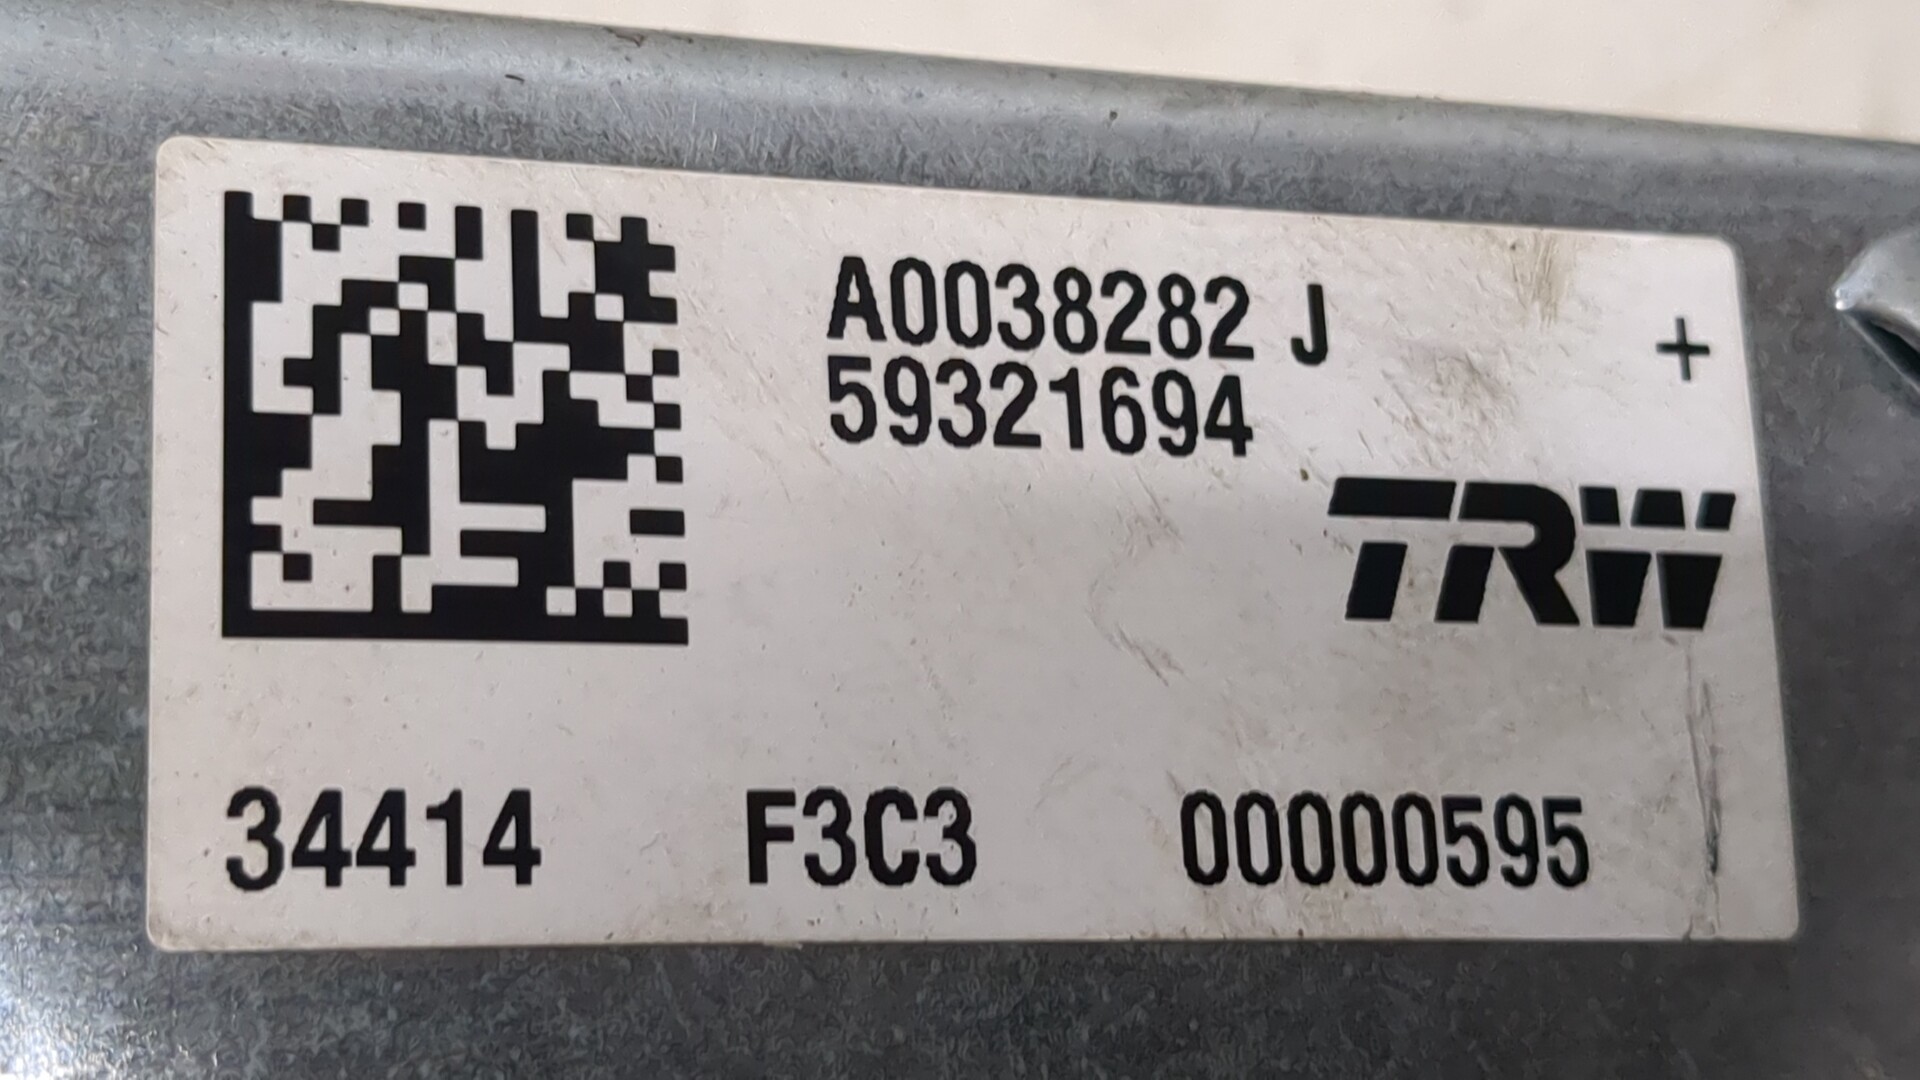 A0038282 J
59321694
+
TRW
34414 F3C3 00000595